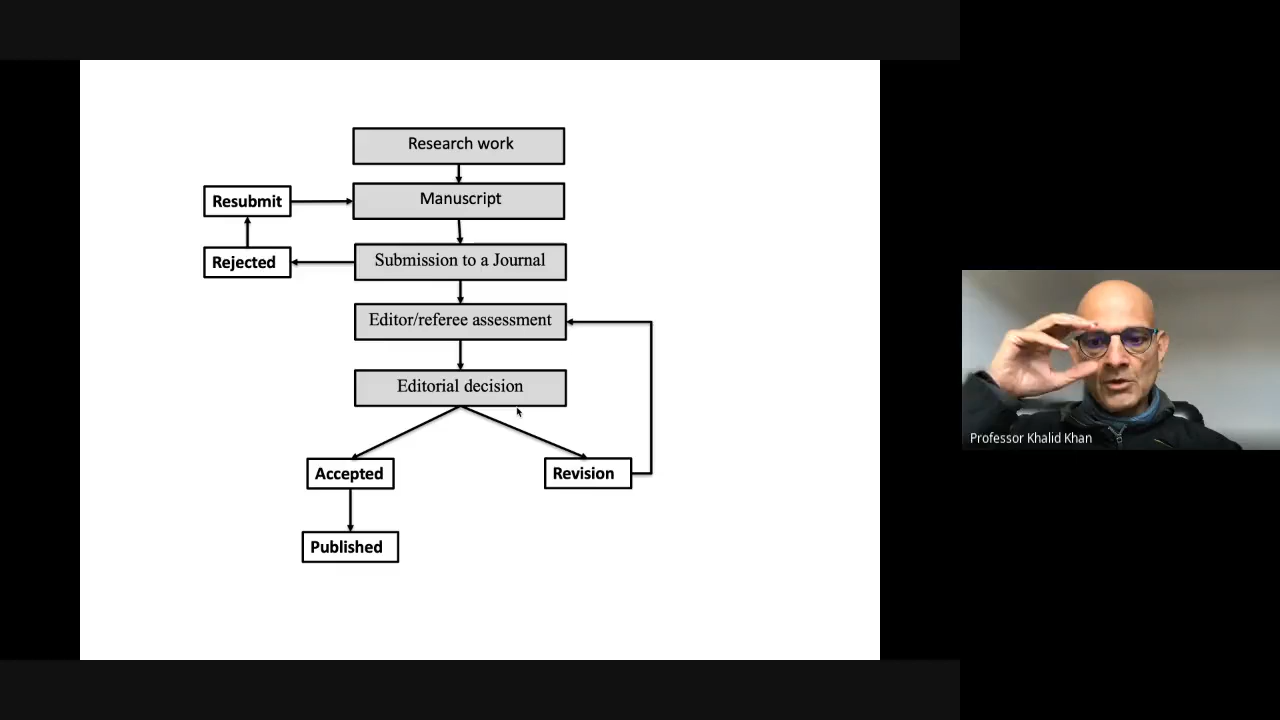 Research work
Resubmit
Manuscript
Rejected
Submission to a Journal
Editor/referee assessment
Editorial decision
Accepted
Revision
Published
Professor Khalid Khan